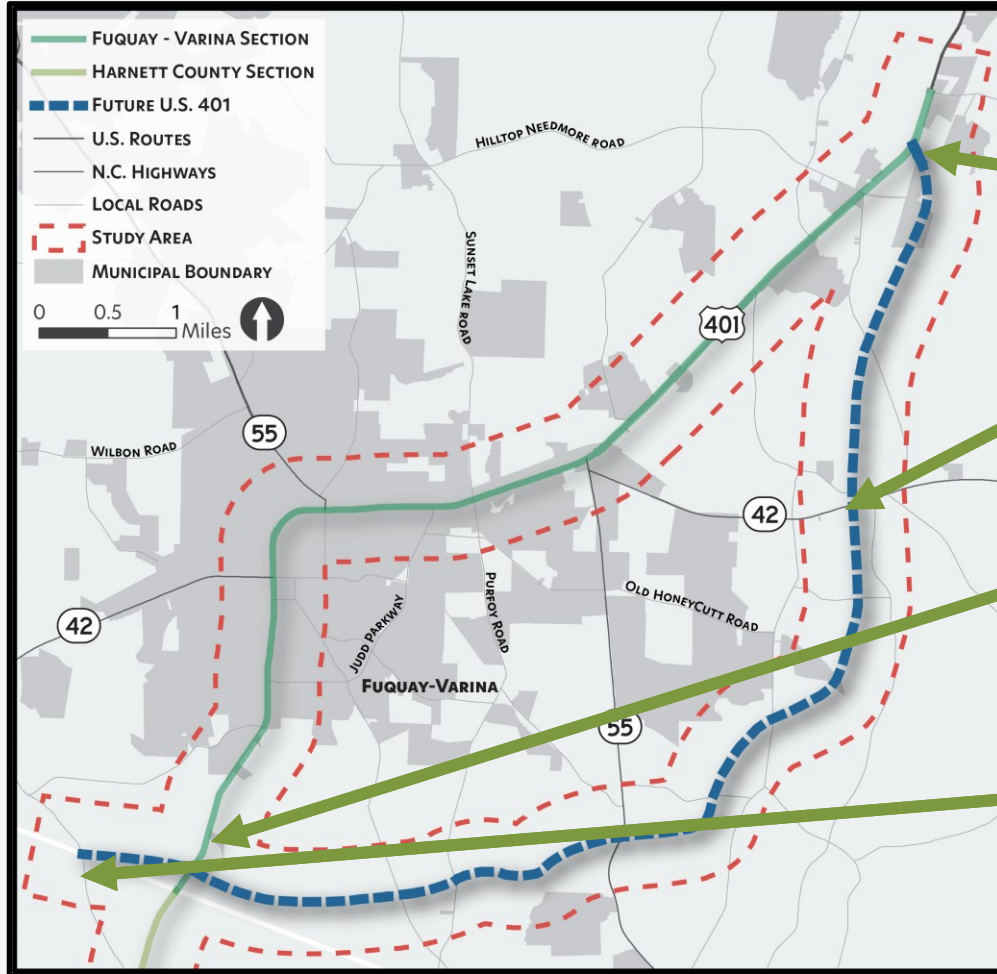 Fuquay - Varina Section
Harnett County Section
Future U.S. 401
U.S. Routes
N.C. Highways
Local Roads
Study Area
Municipal Boundary
0 0.5 1
Miles
Hilltop Needmore Road
Sunset Lake Road
401
55
Wilbon Road
42
Old Honeycutt Road
Purfoy Road
Judd Parkway
42
Fuquay-Varina
55